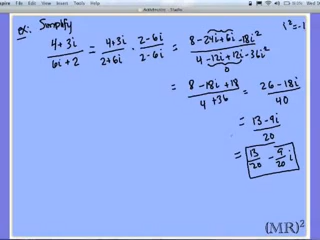 ex: Simplify
i²=-1
(4+3i)/(6i+2) = (4+3i)/(2+6i) · (2-6i)/(2-6i) = (8-24i+6i-18i²)/(4-12i+12i-36i²)
0
= (8-18i+18)/(4+36) = (26-18i)/40
= (13-9i)/20
= 13/20 - 9/20 i
(MR)²